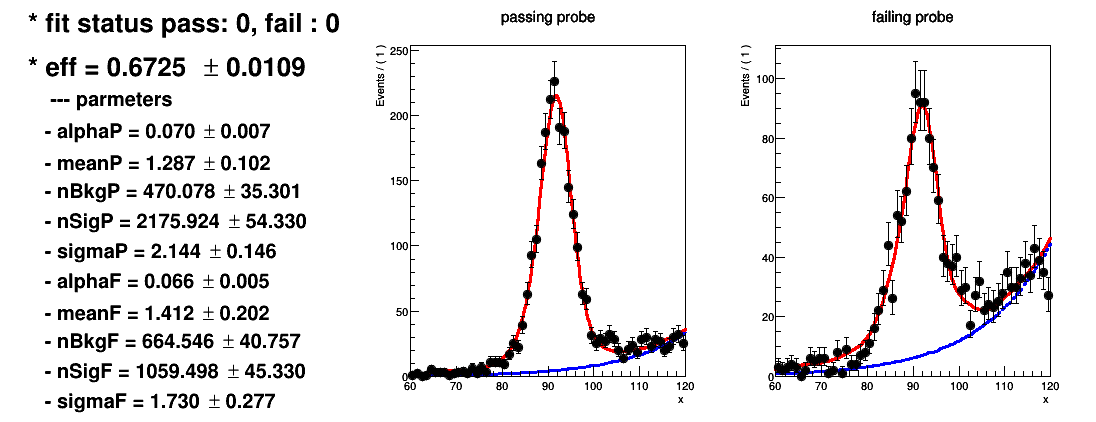 * fit status pass: 0, fail : 0
* eff = 0.6725 ± 0.0109
--- parmeters
- alphaP = 0.070 ± 0.007
- meanP = 1.287 ± 0.102
- nBkgP = 470.078 ± 35.301
- nSigP = 2175.924 ± 54.330
- sigmaP = 2.144 ± 0.146
- alphaF = 0.066 ± 0.005
- meanF = 1.412 ± 0.202
- nBkgF = 664.546 ± 40.757
- nSigF = 1059.498 ± 45.330
- sigmaF = 1.730 ± 0.277
passing probe
Events / ( 1 )
250
200
150
100
50
0
60 70 80 90 100 110 120
x
failing probe
Events / ( 1 )
100
80
60
40
20
0
60 70 80 90 100 110 120
x